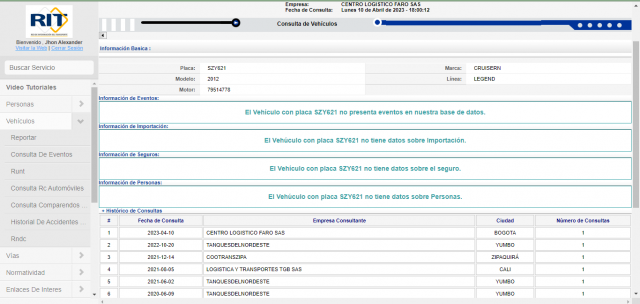 Empresa: CENTRO LOGISTICO FARO SAS
Fecha de Consulta: Lunes 10 de Abril de 2023 - 18:00:12
RIT
Bienvenido : Jhon Alexander
Visitar la Web | Cerrar Sesión
Consulta de Vehículos
Información Basica :
Buscar Servicio
Placa: SZY621 Marca: CRUISERN
Modelo: 2012 Línea: LEGEND
Motor: 79514778
Video Tutoriales
Personas
Vehículos
Reportar
Consulta De Eventos
Runt
Consulta Rc Automóviles
Consulta Comparendos ...
Historial De Accidentes ...
Rndc
Vías
Normatividad
Enlaces De Interes
Información de Eventos:
El Vehículo con placa SZY621 no presenta eventos en nuestra base de datos.
Información de Importación:
El Vehúculo con placa SZY621 no tiene datos sobre importación.
Información de Seguros:
El Vehículo con placa SZY621 no tiene datos sobre el seguro.
Información de Personas:
El Vehúculo con placa SZY621 no tiene datos sobre Personas.
+ Histórico de Consultas
# Fecha de Consulta Empresa Consultante Ciudad Número de Consultas
1 2023-04-10 CENTRO LOGISTICO FARO SAS BOGOTA 1
2 2022-10-20 TANQUESDELNORDESTE YUMBO 1
3 2021-12-14 COOTRANSZIPA ZIPAQUIRÁ 1
4 2021-08-05 LOGISTICA Y TRANSPORTES TGB SAS CALI 1
5 2021-06-02 TANQUESDELNORDESTE YUMBO 1
6 2020-06-09 TANQUESDELNORDESTE YUMBO 1